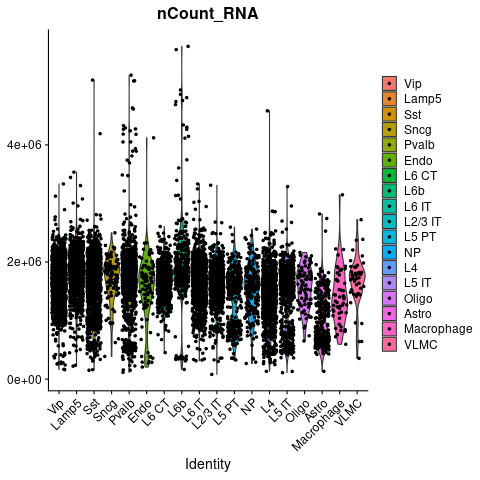 nCount_RNA
4e+06
2e+06
0e+00
Vip
Lamp5
Sst
Sncg
Pvalb
Endo
L6 CT
L6b
L6 IT
L2/3 IT
L5 PT
NP
L4
L5 IT
Oligo
Astro
Macrophage
VLMC
Identity
Vip
Lamp5
Sst
Sncg
Pvalb
Endo
L6 CT
L6b
L6 IT
L2/3 IT
L5 PT
NP
L4
L5 IT
Oligo
Astro
Macrophage
VLMC